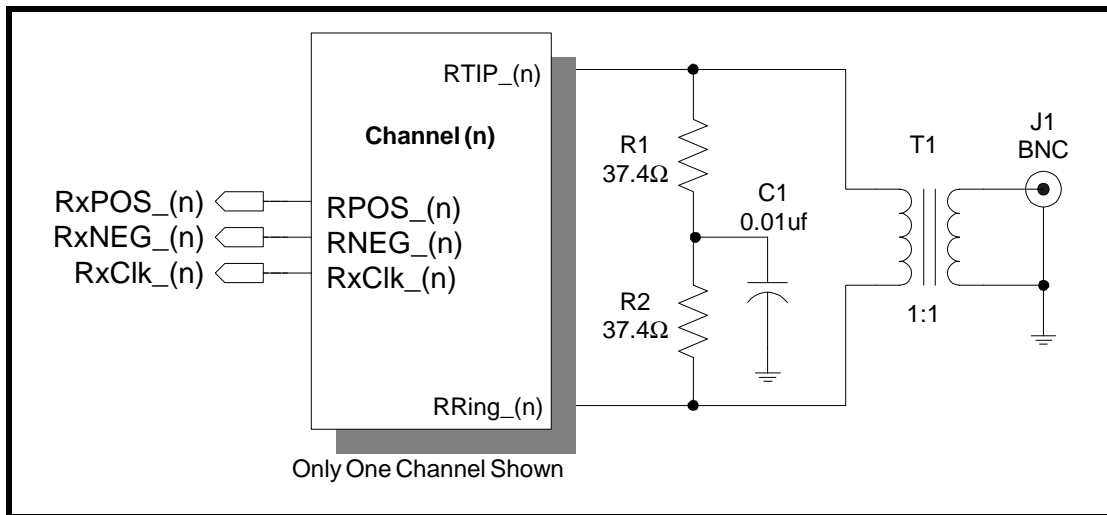 RTIP_(n)
Channel (n)
RxPOS_(n)
RPOS_(n)
RxNEG_(n)
RNEG_(n)
RxClk_(n)
RxClk_(n)
RRing_(n)
Only One Channel Shown
R1
37.4Ω
C1
0.01uf
R2
37.4Ω
T1
1:1
J1
BNC